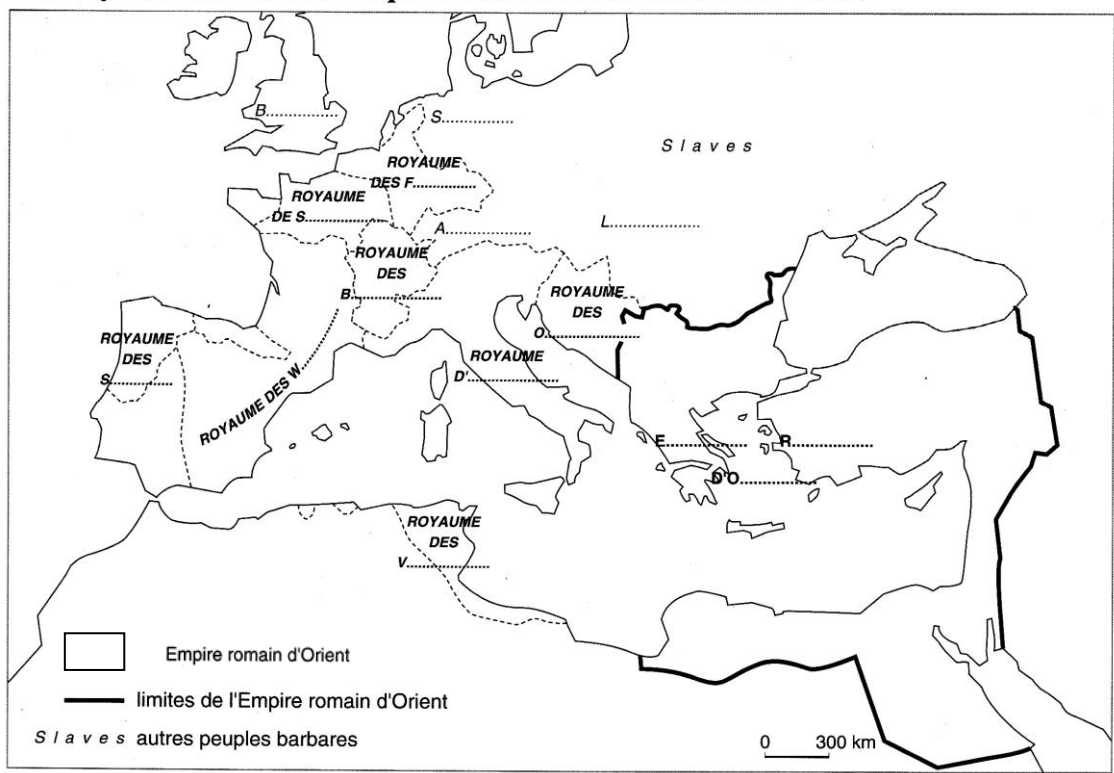 B..................
S..................
Slaves
ROYAUME
DES F...............
ROYAUME
DE S..................
A......................
L......................
ROYAUME
DES
B......................
ROYAUME
DES
O......................
ROYAUME
DES
S................
ROYAUME DES W...............
ROYAUME
D'......................
E......................
R......................
D'O..................
ROYAUME
DES
V......................
Empire romain d'Orient
limites de l'Empire romain d'Orient
Slaves autres peuples barbares
0 300 km